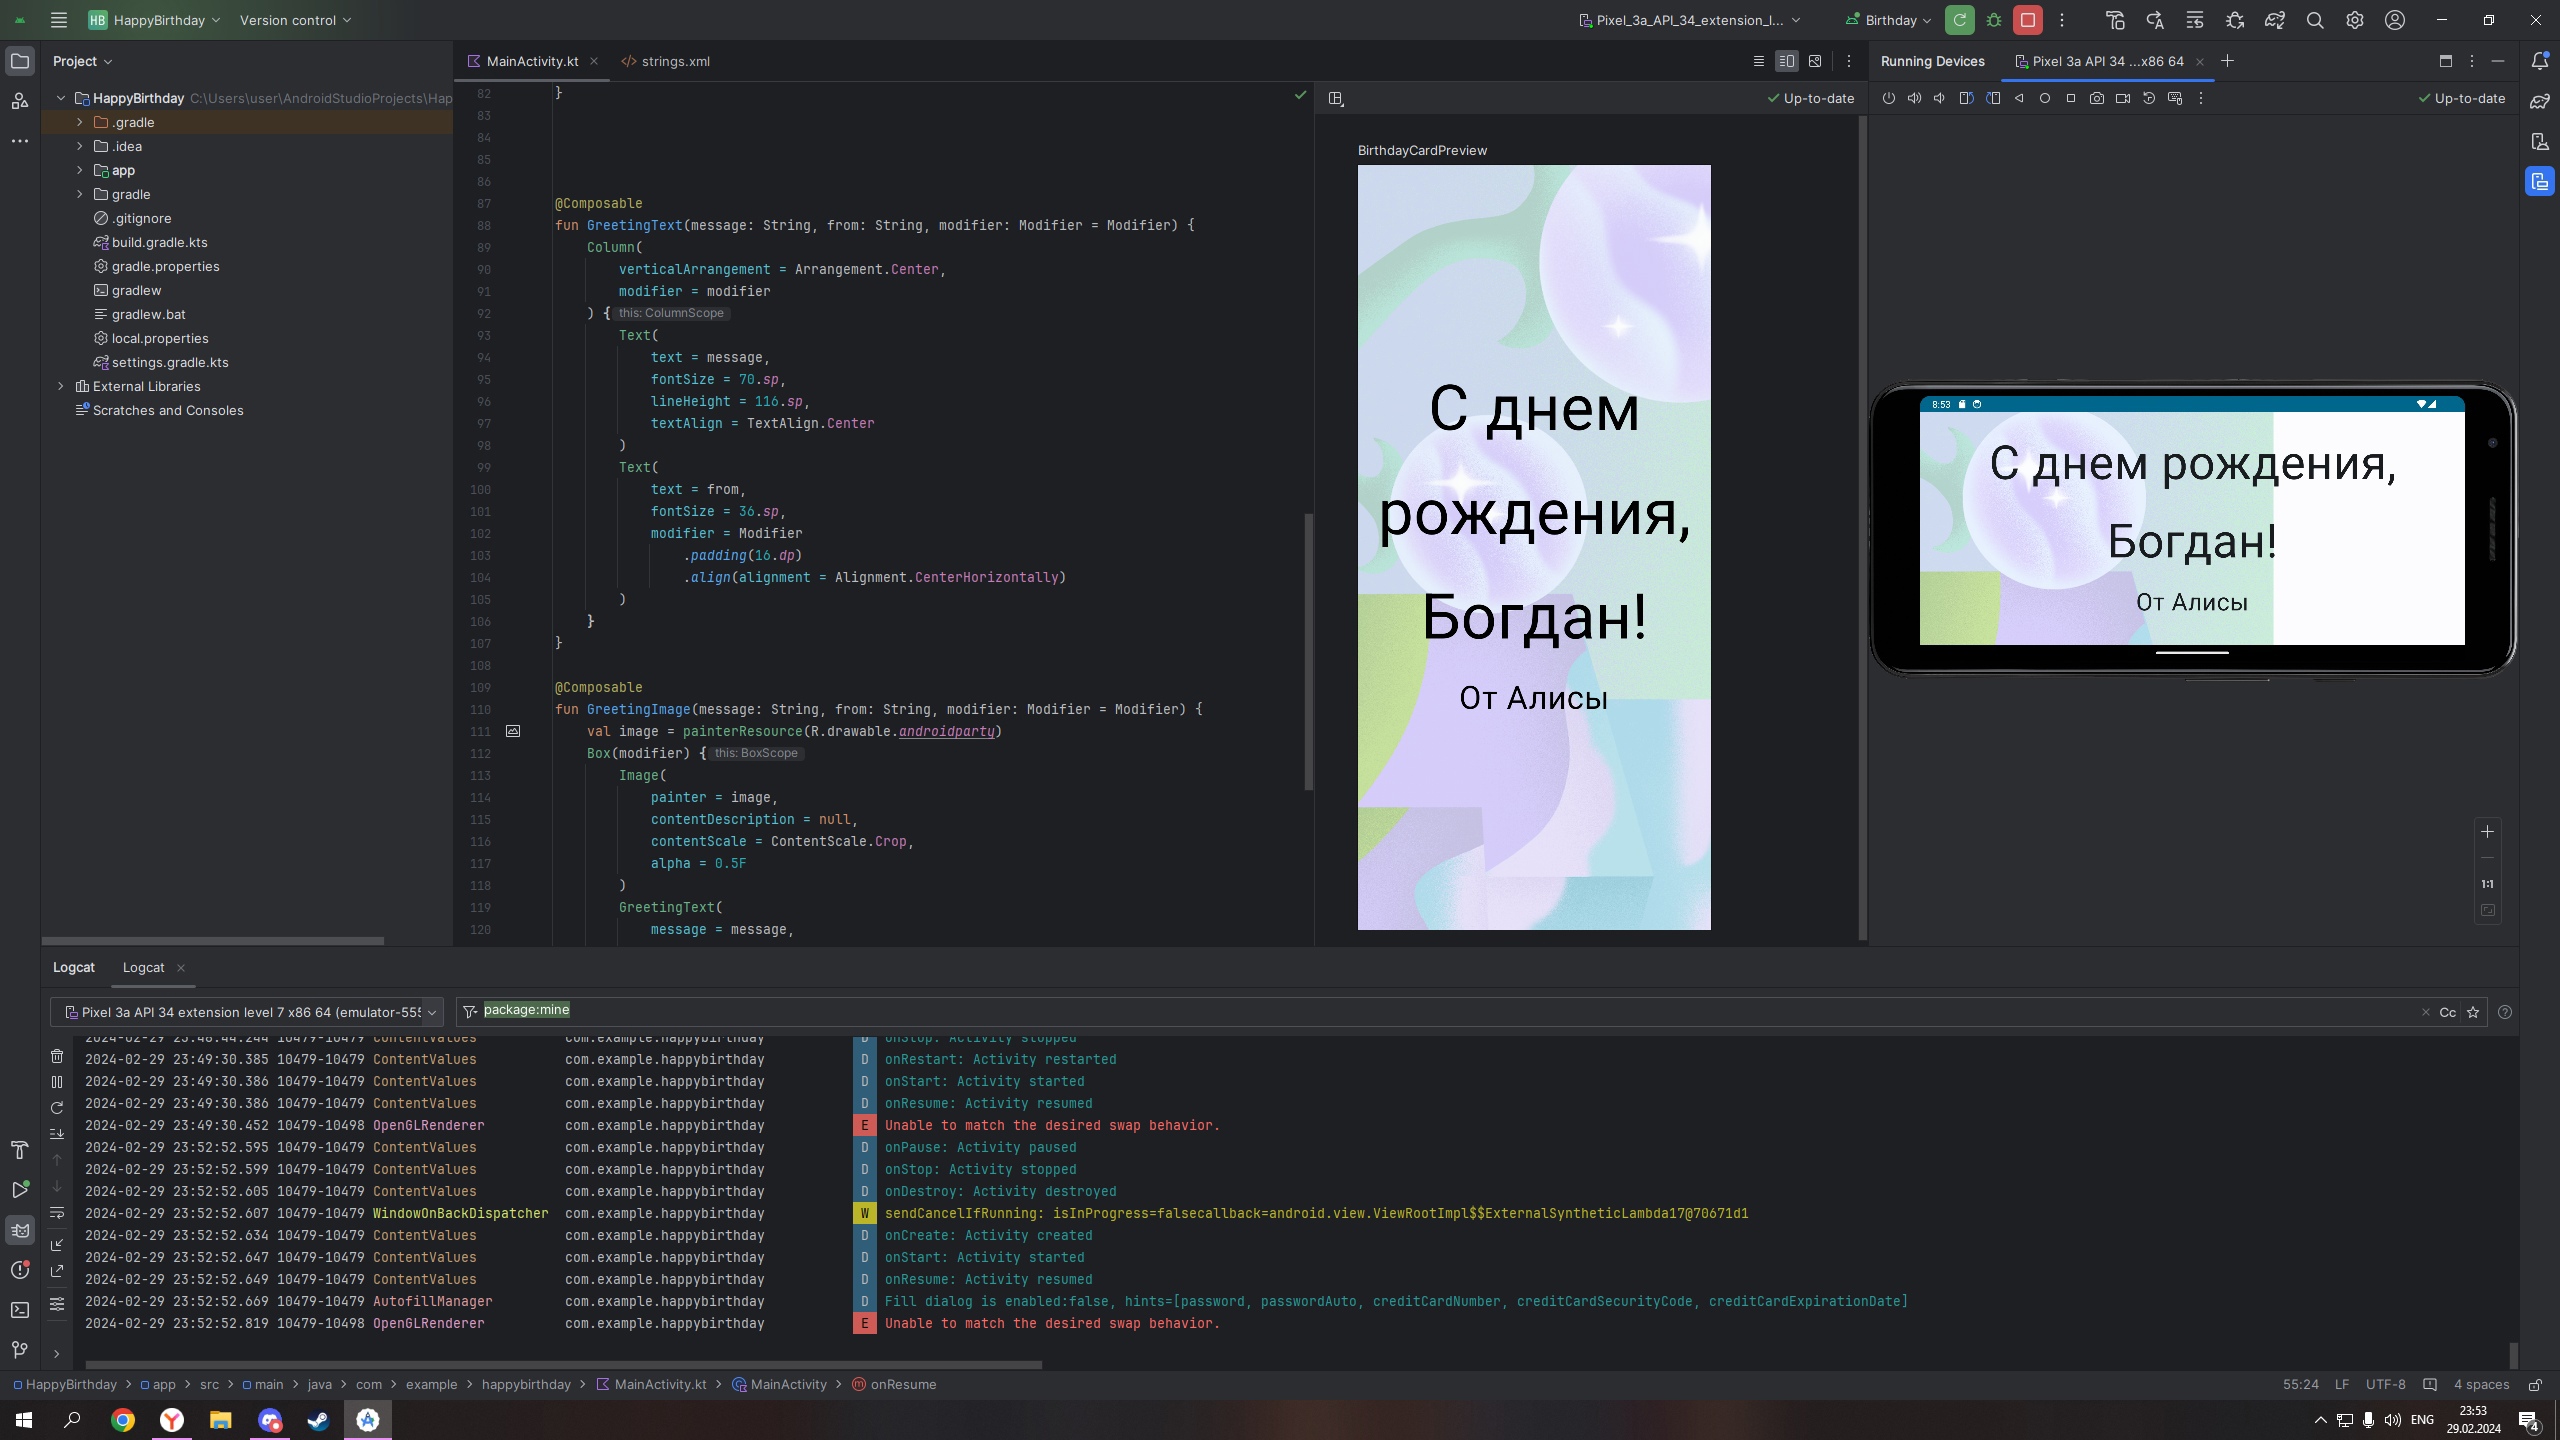 HB HappyBirthday Version control
Pixel_3a_API_34_extension_l... Birthday
Project
HappyBirthday C:\Users\user\AndroidStudioProjects\Hap
.gradle
.idea
app
gradle
.gitignore
build.gradle.kts
gradle.properties
gradlew
gradlew.bat
local.properties
settings.gradle.kts
External Libraries
Scratches and Consoles
MainActivity.kt strings.xml
82 }
83
84
85
86
87 @Composable
88 fun GreetingText(message: String, from: String, modifier: Modifier = Modifier) {
89 Column(
90 verticalArrangement = Arrangement.Center,
91 modifier = modifier
92 ) { this: ColumnScope
93 Text(
94 text = message,
95 fontSize = 70.sp,
96 lineHeight = 116.sp,
97 textAlign = TextAlign.Center
98 )
99 Text(
100 text = from,
101 fontSize = 36.sp,
102 modifier = Modifier
103 .padding(16.dp)
104 .align(alignment = Alignment.CenterHorizontally)
105 )
106 }
107 }
108
109 @Composable
110 fun GreetingImage(message: String, from: String, modifier: Modifier = Modifier) {
111 val image = painterResource(R.drawable.androidparty)
112 Box(modifier) { this: BoxScope
113 Image(
114 painter = image,
115 contentDescription = null,
116 contentScale = ContentScale.Crop,
117 alpha = 0.5F
118 )
119 GreetingText(
120 message = message,
Up-to-date
BirthdayCardPreview
С днем
рождения,
Богдан!
От Алисы
Running Devices Pixel 3a API 34 ...x86 64
Up-to-date
8:53
С днем рождения,
Богдан!
От Алисы
1:1
Logcat Logcat
Pixel 3a API 34 extension level 7 x86 64 (emulator-555 package:mine Cc
2024-02-29 23:48:44.244 10479-10479 ContentValues com.example.happybirthday D onStop: Activity stopped
2024-02-29 23:49:30.385 10479-10479 ContentValues com.example.happybirthday D onRestart: Activity restarted
2024-02-29 23:49:30.386 10479-10479 ContentValues com.example.happybirthday D onStart: Activity started
2024-02-29 23:49:30.386 10479-10479 ContentValues com.example.happybirthday D onResume: Activity resumed
2024-02-29 23:49:30.452 10479-10498 OpenGLRenderer com.example.happybirthday E Unable to match the desired swap behavior.
2024-02-29 23:52:52.595 10479-10479 ContentValues com.example.happybirthday D onPause: Activity paused
2024-02-29 23:52:52.599 10479-10479 ContentValues com.example.happybirthday D onStop: Activity stopped
2024-02-29 23:52:52.605 10479-10479 ContentValues com.example.happybirthday D onDestroy: Activity destroyed
2024-02-29 23:52:52.607 10479-10479 WindowOnBackDispatcher com.example.happybirthday W sendCancelIfRunning: isInProgress=falsecallback=android.view.ViewRootImpl$$ExternalSyntheticLambda17@70671d1
2024-02-29 23:52:52.634 10479-10479 ContentValues com.example.happybirthday D onCreate: Activity created
2024-02-29 23:52:52.647 10479-10479 ContentValues com.example.happybirthday D onStart: Activity started
2024-02-29 23:52:52.649 10479-10479 ContentValues com.example.happybirthday D onResume: Activity resumed
2024-02-29 23:52:52.669 10479-10479 AutofillManager com.example.happybirthday D Fill dialog is enabled:false, hints=[password, passwordAuto, creditCardNumber, creditCardSecurityCode, creditCardExpirationDate]
2024-02-29 23:52:52.819 10479-10498 OpenGLRenderer com.example.happybirthday E Unable to match the desired swap behavior.
HappyBirthday > app > src > main > java > com > example > happybirthday > MainActivity.kt > MainActivity > onResume
55:24 LF UTF-8 4 spaces
ENG 23:53
29.02.2024 4